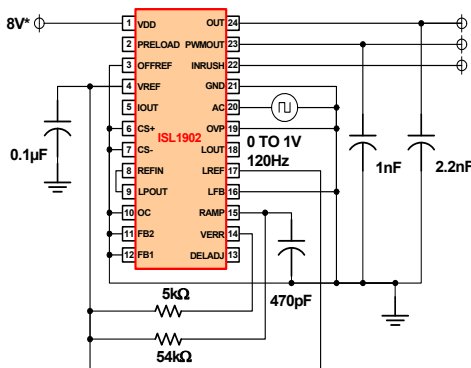 8V*
1 VDD OUT 24
2 PRELOAD PWMOUT 23
3 OFFREF INRUSH 22
4 VREF GND 21
5 IOUT AC 20
6 CS+ OVP 19
ISL1902
7 CS- LOUT 18
8 REFIN LREF 17
9 LPOUT LFB 16
10 OC RAMP 15
11 FB2 VERR 14
12 FB1 DELADJ 13
0.1µF
0 TO 1V
120Hz
1nF
2.2nF
470pF
5kΩ
54kΩ